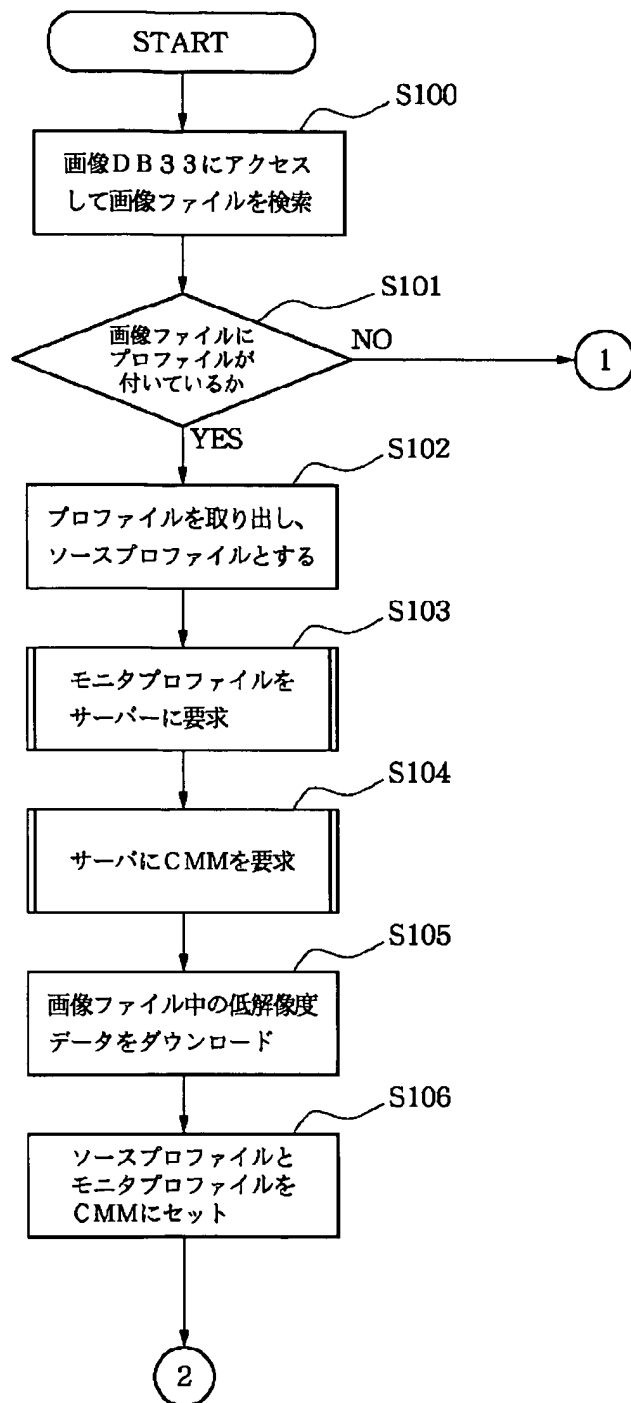 START
S100
画像ＤＢ３３にアクセス
して画像ファイルを検索
S101
画像ファイルに
プロファイルが
付いているか
NO
1
YES
S102
プロファイルを取り出し、
ソースプロファイルとする
S103
モニタプロファイルを
サーバーに要求
S104
サーバにＣＭＭを要求
S105
画像ファイル中の低解像度
データをダウンロード
S106
ソースプロファイルと
モニタプロファイルを
ＣＭＭにセット
2